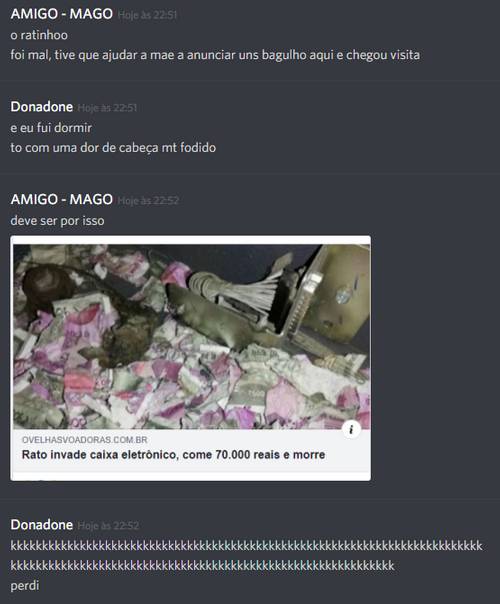 AMIGO - MAGO Hoje às 22:51
o ratinhoo
foi mal, tive que ajudar a mae a anunciar uns bagulho aqui e chegou visita
Donadone Hoje às 22:51
e eu fui dormir
to com uma dor de cabeça mt fodido
AMIGO - MAGO Hoje às 22:52
deve ser por isso
i
OVELHASVOADORAS.COM.BR
Rato invade caixa eletrônico, come 70.000 reais e morre
Donadone Hoje às 22:52
kkkkkkkkkkkkkkkkkkkkkkkkkkkkkkkkkkkkkkkkkkkkkkkkkkkkkkkkkkkkkkkkkkkkkkkkkkk
kkkkkkkkkkkkkkkkkkkkkkkkkkkkkkkkkkkkkkkkkkkkkkkkkkkkkkkkkkkkk
perdi